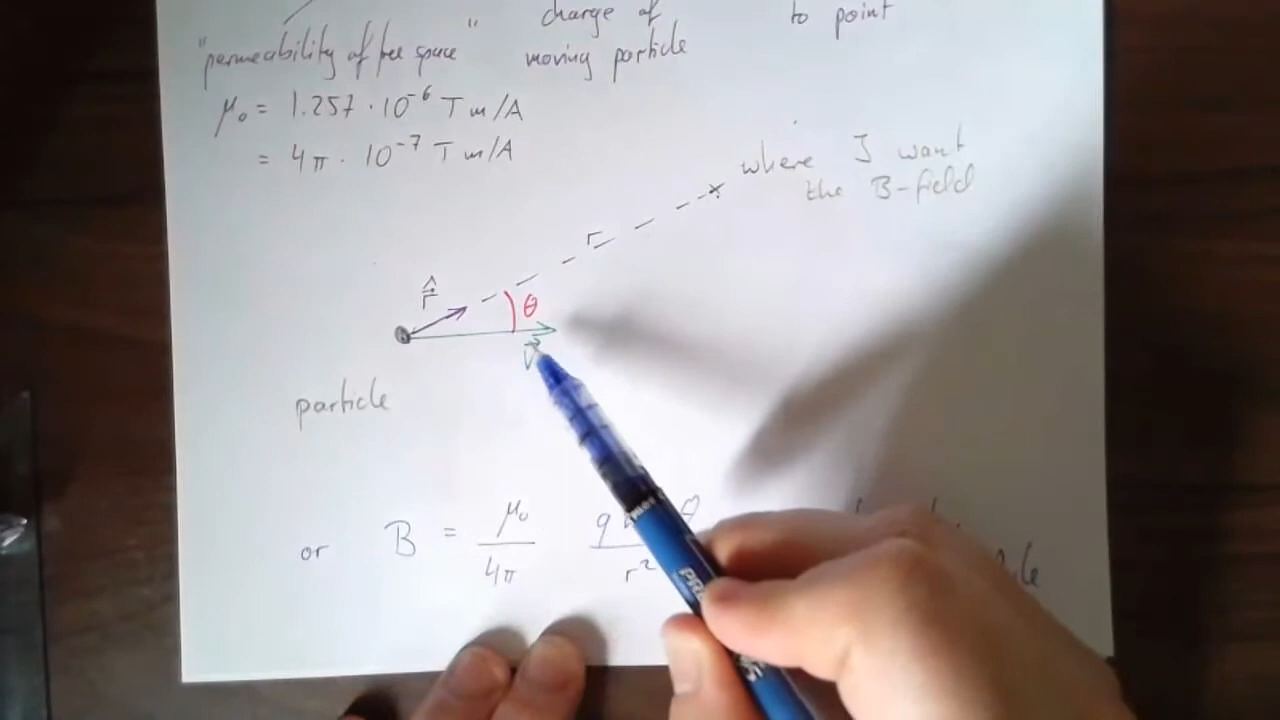 charge of
to point
"permeability of free space"
moving particle
μ₀ = 1.257 · 10⁻⁶ T m/A
= 4π · 10⁻⁷ T m/A
where I want
the B-field
r
r̂
θ
v⃗
particle
or B = μ₀ / 4π q θ / r²